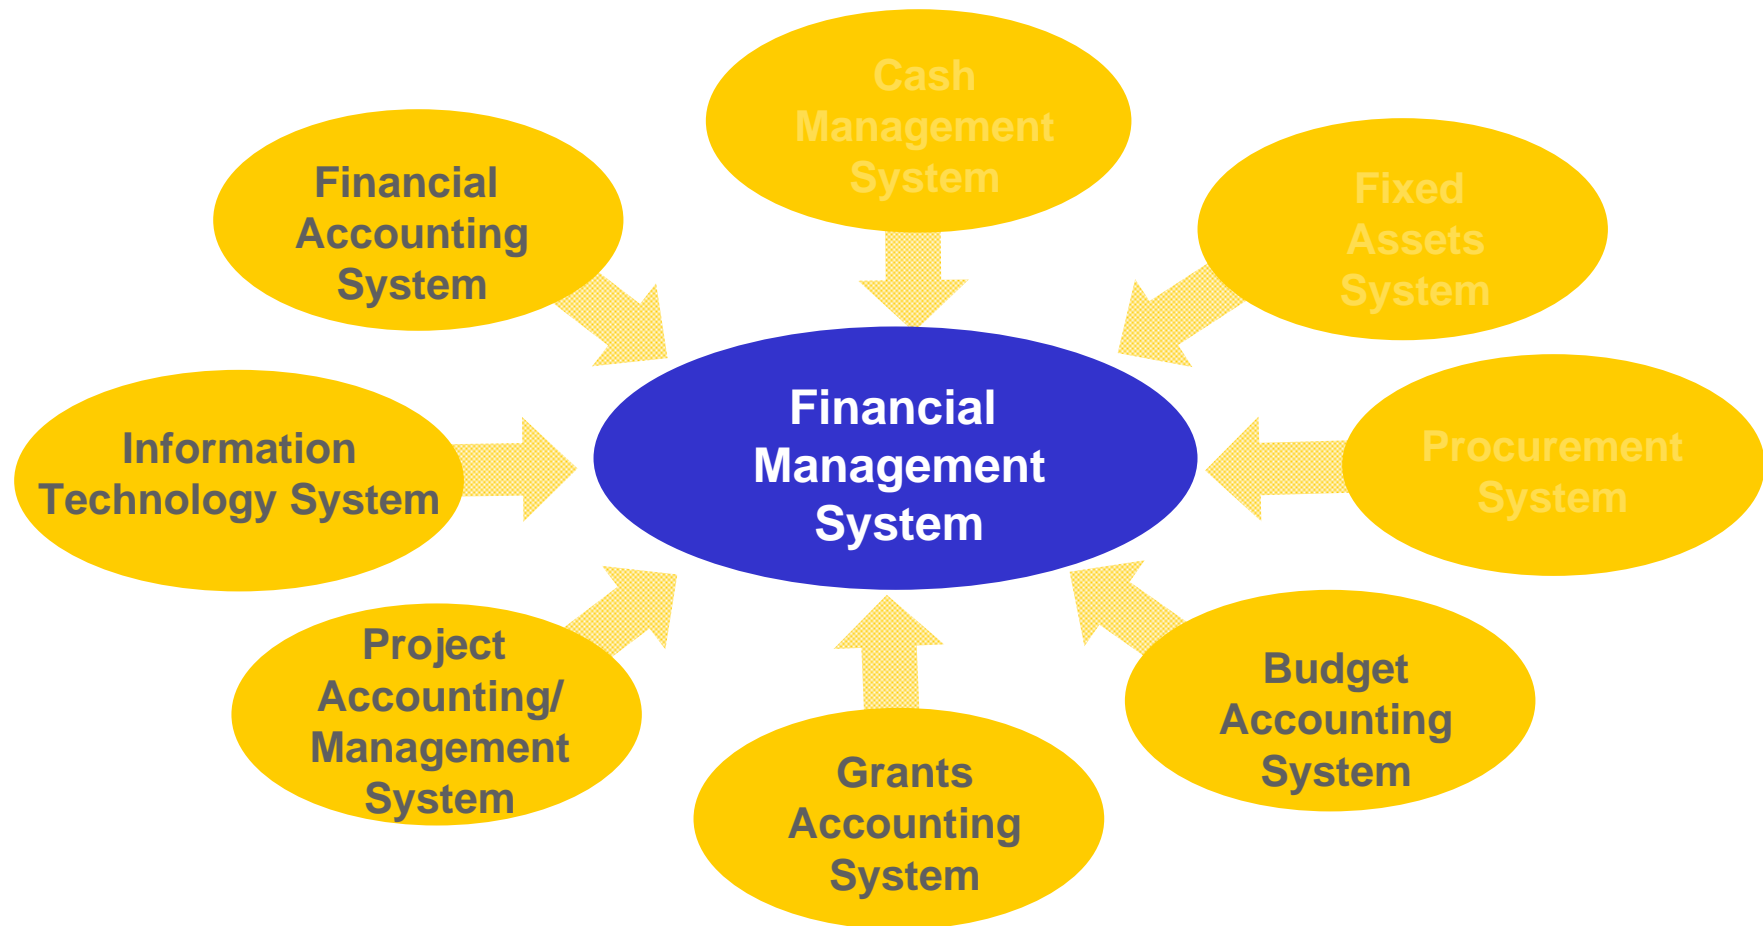 Cash
Management
System
Financial
Accounting
System
Fixed
Assets
System
Financial
Management
System
Information
Technology System
Procurement
System
Project
Accounting/
Management
System
Budget
Accounting
System
Grants
Accounting
System